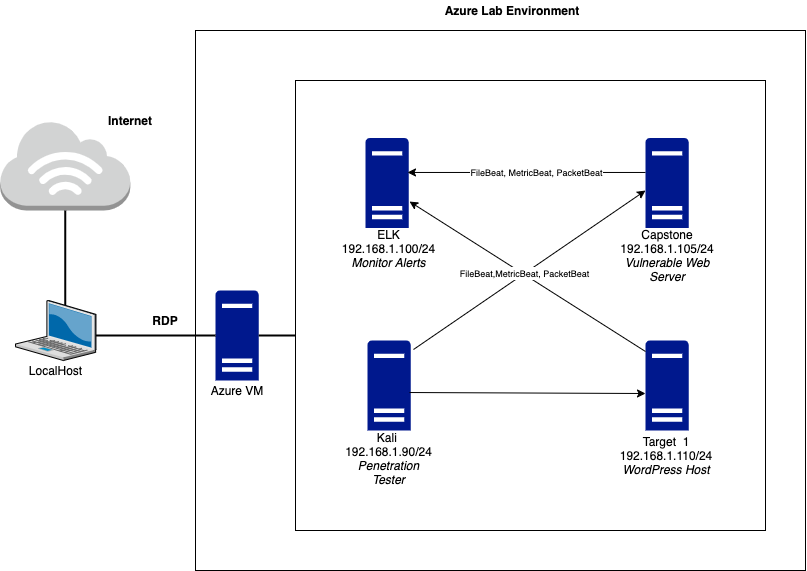 Azure Lab Environment
Internet
FileBeat, MetricBeat, PacketBeat
ELK
192.168.1.100/24
Monitor Alerts
Capstone
192.168.1.105/24
Vulnerable Web
Server
FileBeat,MetricBeat, PacketBeat
RDP
LocalHost
Azure VM
Kali
192.168.1.90/24
Penetration
Tester
Target 1
192.168.1.110/24
WordPress Host